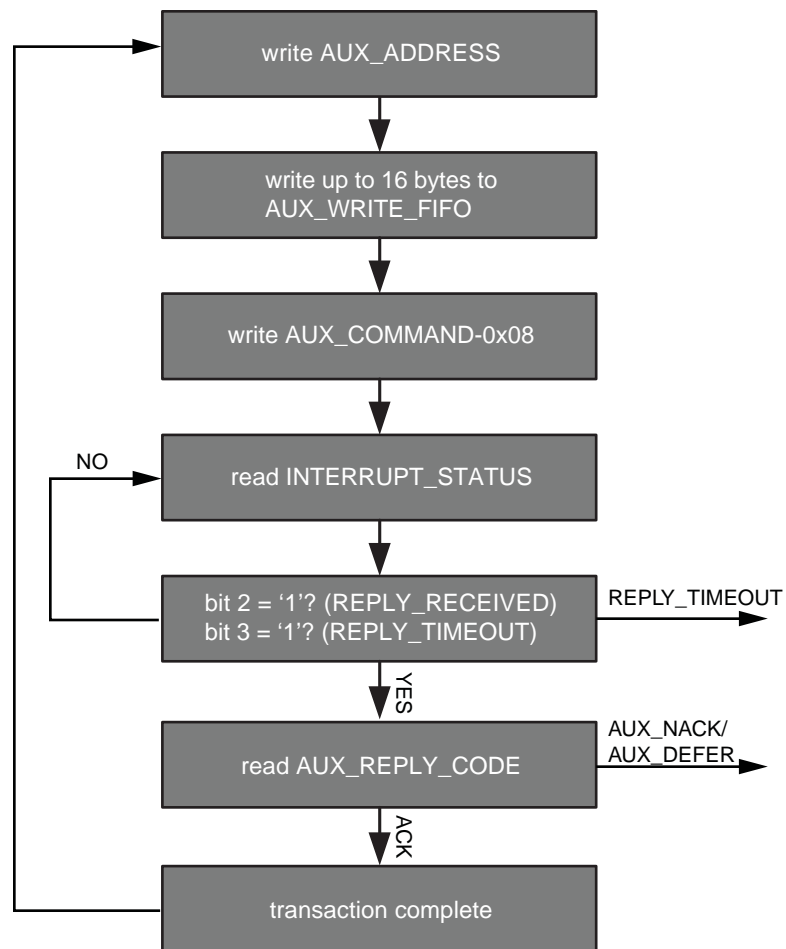 write AUX_ADDRESS
write up to 16 bytes to
AUX_WRITE_FIFO
write AUX_COMMAND-0x08
NO
read INTERRUPT_STATUS
bit 2 = ‘1’? (REPLY_RECEIVED)
bit 3 = ‘1’? (REPLY_TIMEOUT)
REPLY_TIMEOUT
YES
read AUX_REPLY_CODE
AUX_NACK/
AUX_DEFER
ACK
transaction complete